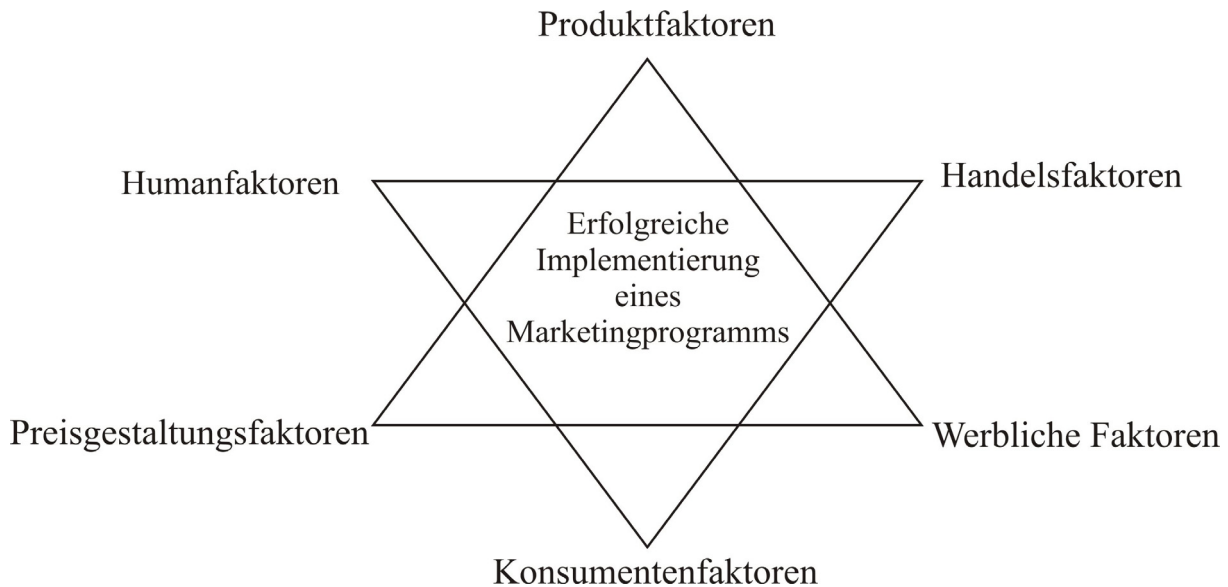 Produktfaktoren
Humanfaktoren
Handelsfaktoren
Erfolgreiche
Implementierung
eines
Marketingprogramms
Preisgestaltungsfaktoren
Werbliche Faktoren
Konsumentenfaktoren